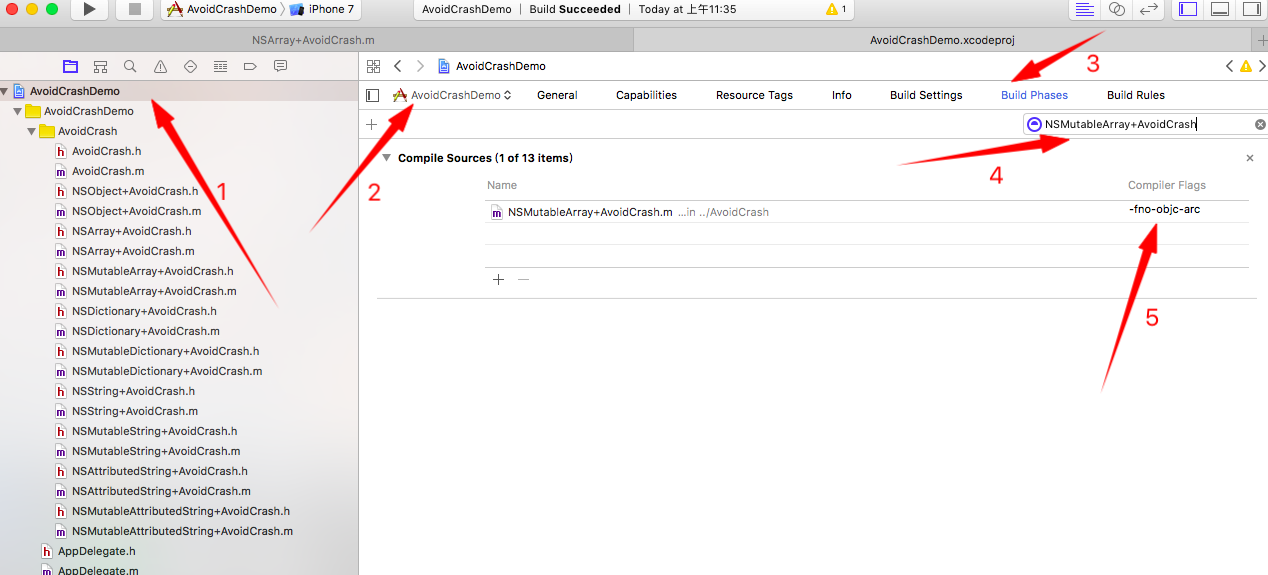 AvoidCrashDemo iPhone 7
AvoidCrashDemo | Build Succeeded | Today at 上午11:35 1
NSArray+AvoidCrash.m
AvoidCrashDemo.xcodeproj
AvoidCrashDemo
AvoidCrashDemo
AvoidCrash
AvoidCrash.h
AvoidCrash.m
NSObject+AvoidCrash.h
NSObject+AvoidCrash.m
NSArray+AvoidCrash.h
NSArray+AvoidCrash.m
NSMutableArray+AvoidCrash.h
NSMutableArray+AvoidCrash.m
NSDictionary+AvoidCrash.h
NSDictionary+AvoidCrash.m
NSMutableDictionary+AvoidCrash.h
NSMutableDictionary+AvoidCrash.m
NSString+AvoidCrash.h
NSString+AvoidCrash.m
NSMutableString+AvoidCrash.h
NSMutableString+AvoidCrash.m
NSAttributedString+AvoidCrash.h
NSAttributedString+AvoidCrash.m
NSMutableAttributedString+AvoidCrash.h
NSMutableAttributedString+AvoidCrash.m
AppDelegate.h
AppDelegate.m
1
AvoidCrashDemo
3
AvoidCrashDemo General Capabilities Resource Tags Info Build Settings Build Phases Build Rules
NSMutableArray+AvoidCrash
2
4
Compile Sources (1 of 13 items)
Name Compiler Flags
NSMutableArray+AvoidCrash.m ...in ../AvoidCrash -fno-objc-arc
5